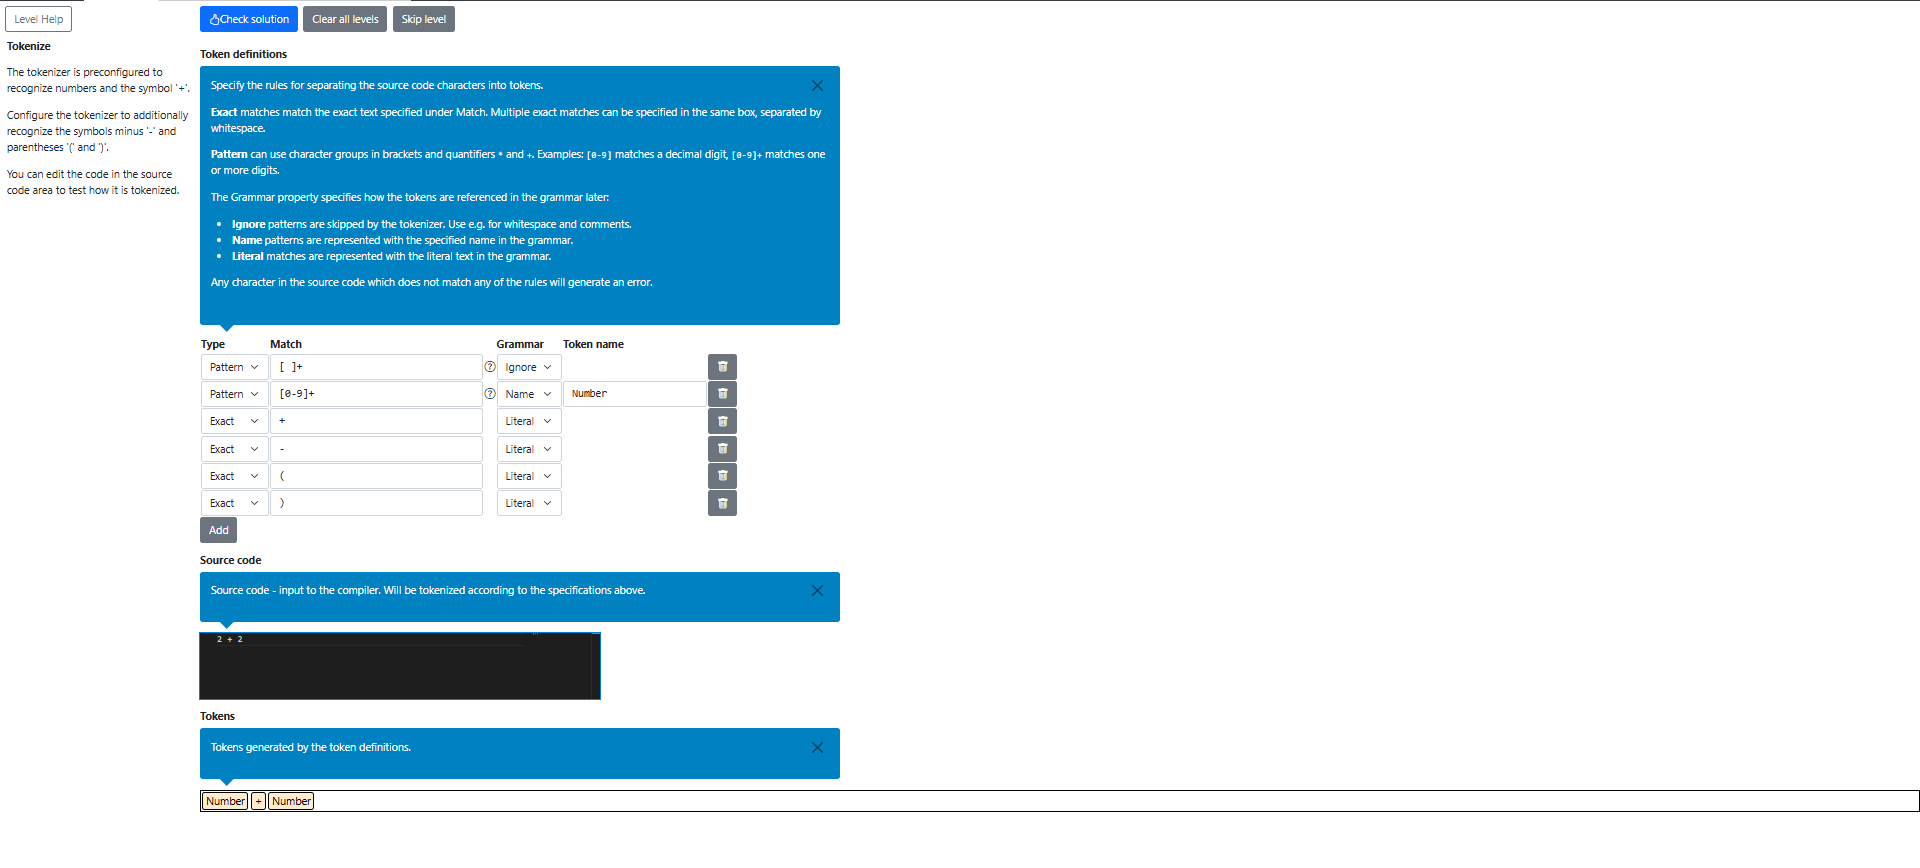 Level Help
Check solution
Clear all levels
Skip level
Tokenize
The tokenizer is preconfigured to
recognize numbers and the symbol '+'.
Configure the tokenizer to additionally
recognize the symbols minus '-' and
parentheses '(' and ')'.
You can edit the code in the source
code area to test how it is tokenized.
Token definitions
Specify the rules for separating the source code characters into tokens.
Exact matches match the exact text specified under Match. Multiple exact matches can be specified in the same box, separated by
whitespace.
Pattern can use character groups in brackets and quantifiers * and +. Examples: [0-9] matches a decimal digit, [0-9]+ matches one
or more digits.
The Grammar property specifies how the tokens are referenced in the grammar later:
• Ignore patterns are skipped by the tokenizer. Use e.g. for whitespace and comments.
• Name patterns are represented with the specified name in the grammar.
• Literal matches are represented with the literal text in the grammar.
Any character in the source code which does not match any of the rules will generate an error.
Type Match Grammar Token name
Pattern [ ]+ Ignore
Pattern [0-9]+ Name Number
Exact + Literal
Exact - Literal
Exact ( Literal
Exact ) Literal
Add
Source code
Source code - input to the compiler. Will be tokenized according to the specifications above.
2 + 2
Tokens
Tokens generated by the token definitions.
Number + Number